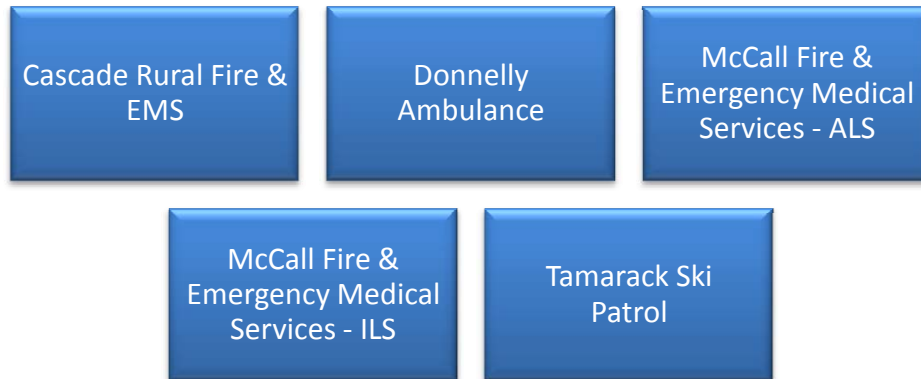 Cascade Rural Fire &
EMS
Donnelly
Ambulance
McCall Fire &
Emergency Medical
Services - ALS
McCall Fire &
Emergency Medical
Services - ILS
Tamarack Ski
Patrol